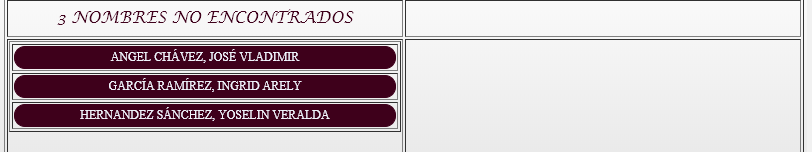 3 NOMBRES NO ENCONTRADOS
ANGEL CHÁVEZ, JOSÉ VLADIMIR
GARCÍA RAMÍREZ, INGRID ARELY
HERNANDEZ SÁNCHEZ, YOSELIN VERALDA